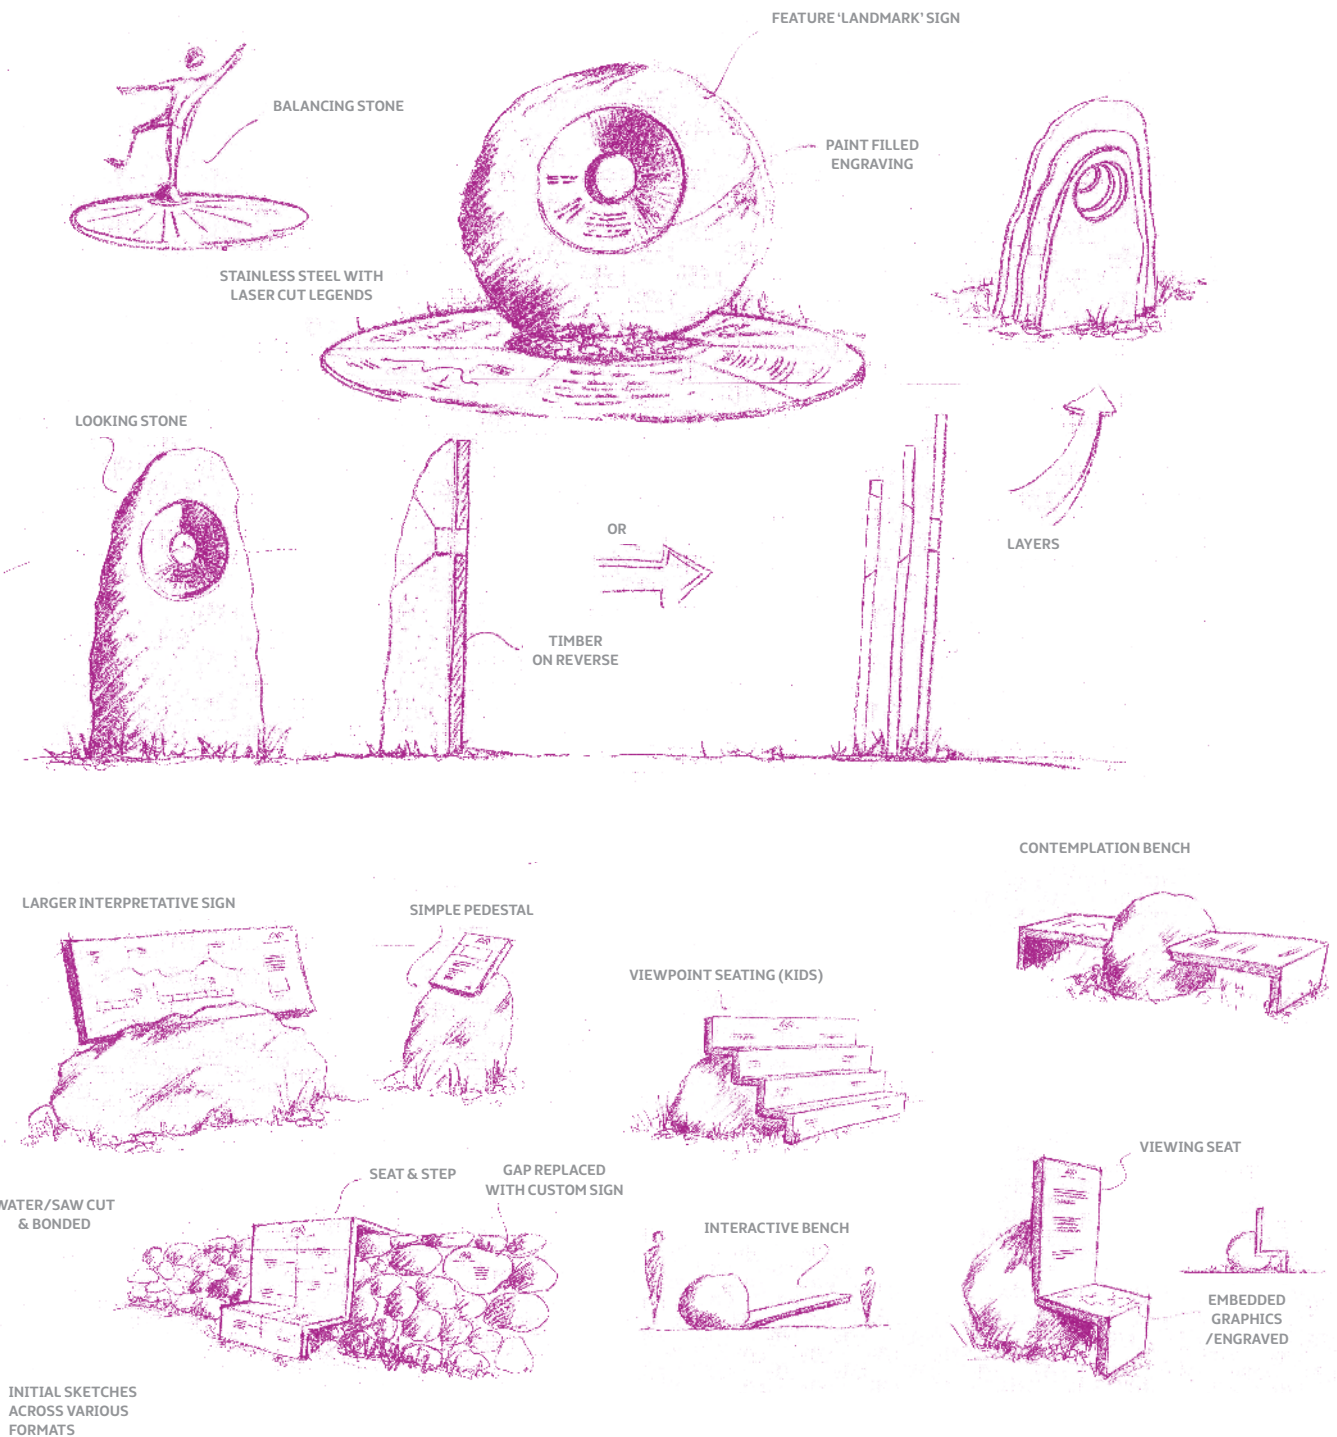 FEATURE ‘LANDMARK’ SIGN
BALANCING STONE
PAINT FILLED
ENGRAVING
STAINLESS STEEL WITH
LASER CUT LEGENDS
LOOKING STONE
OR
LAYERS
TIMBER
ON REVERSE
CONTEMPLATION BENCH
LARGER INTERPRETATIVE SIGN
SIMPLE PEDESTAL
VIEWPOINT SEATING (KIDS)
VIEWING SEAT
SEAT & STEP
GAP REPLACED
WITH CUSTOM SIGN
WATER/SAW CUT
& BONDED
INTERACTIVE BENCH
EMBEDDED
GRAPHICS
/ENGRAVED
INITIAL SKETCHES
ACROSS VARIOUS
FORMATS